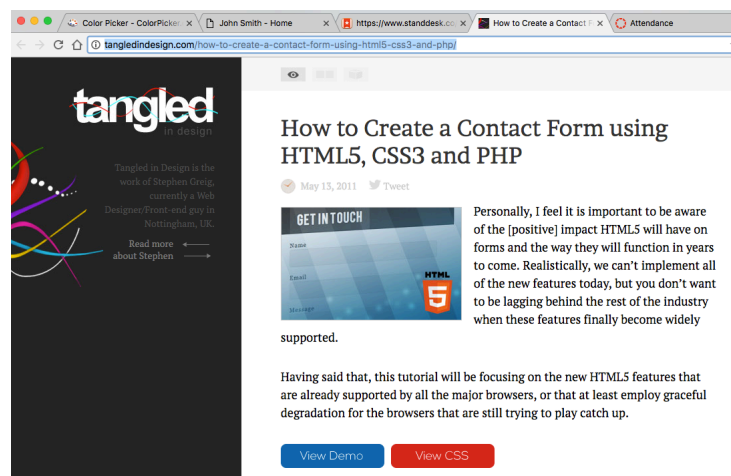 Color Picker - ColorPicker.
John Smith - Home
https://www.standdesk.co
How to Create a Contact F
Attendance
tangledindesign.com/how-to-create-a-contact-form-using-html5-css3-and-php/
tangled
in design
Tangled in Design is the
work of Stephen Greig,
currently a Web
Designer/Front-end guy in
Nottingham, UK.
Read more
about Stephen
How to Create a Contact Form using
HTML5, CSS3 and PHP
May 13, 2011 Tweet
GET IN TOUCH
Name
Email
Message
HTML
5
Personally, I feel it is important to be aware
of the [positive] impact HTML5 will have on
forms and the way they will function in years
to come. Realistically, we can't implement all
of the new features today, but you don't want
to be lagging behind the rest of the industry
when these features finally become widely
supported.
Having said that, this tutorial will be focusing on the new HTML5 features that
are already supported by all the major browsers, or that at least employ graceful
degradation for the browsers that are still trying to play catch up.
View Demo View CSS